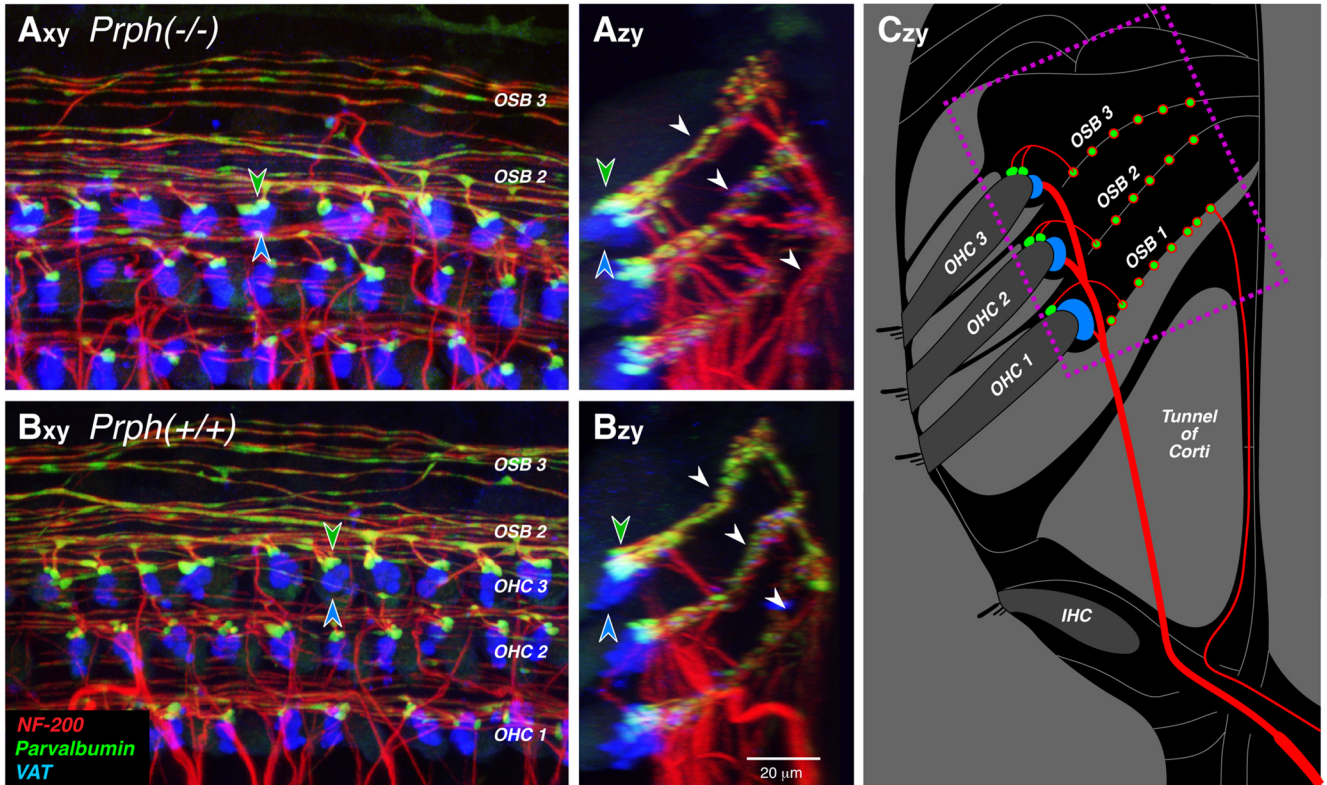 Axy Prph(-/-)
OSB 3
OSB 2
Azy
Bxy Prph(+/+)
OSB 3
OSB 2
OHC 3
OHC 2
OHC 1
NF-200
Parvalbumin
VAT
Bzy
20 µm
Czy
OSB 3
OSB 2
OSB 1
OHC 3
OHC 2
OHC 1
Tunnel
of
Corti
IHC